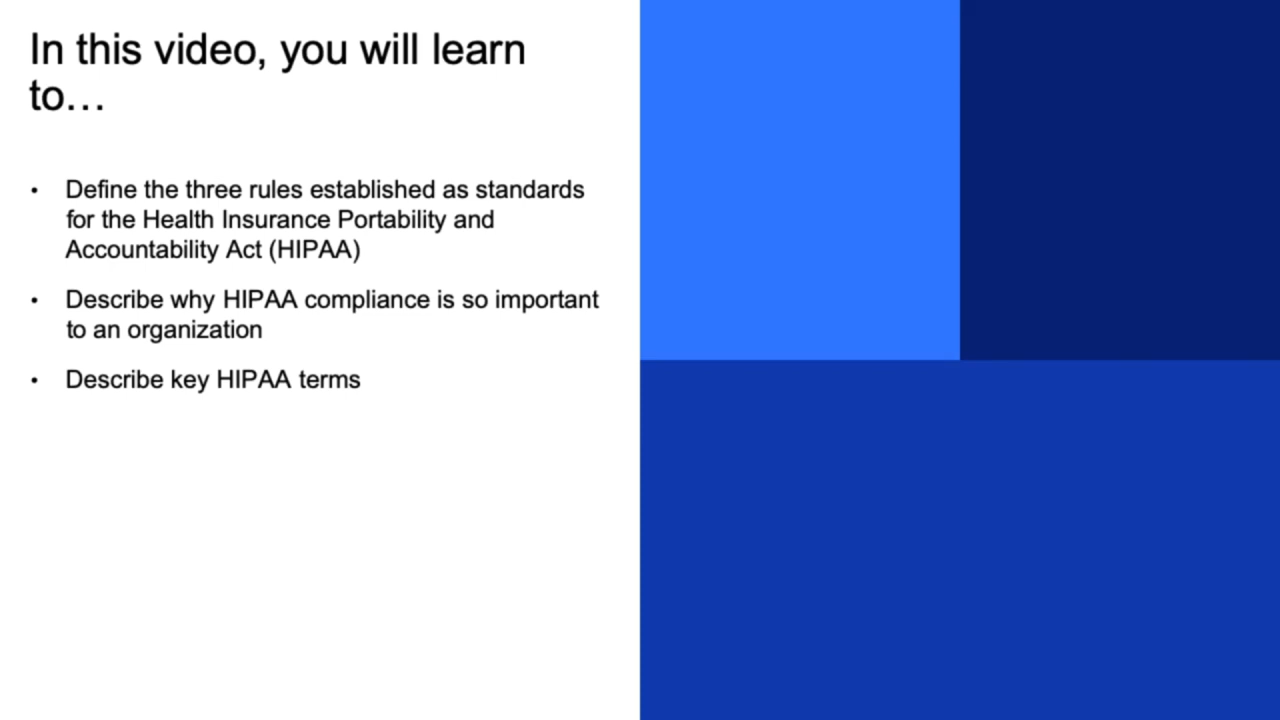 In this video, you will learn
to…
• Define the three rules established as standards
for the Health Insurance Portability and
Accountability Act (HIPAA)
• Describe why HIPAA compliance is so important
to an organization
• Describe key HIPAA terms